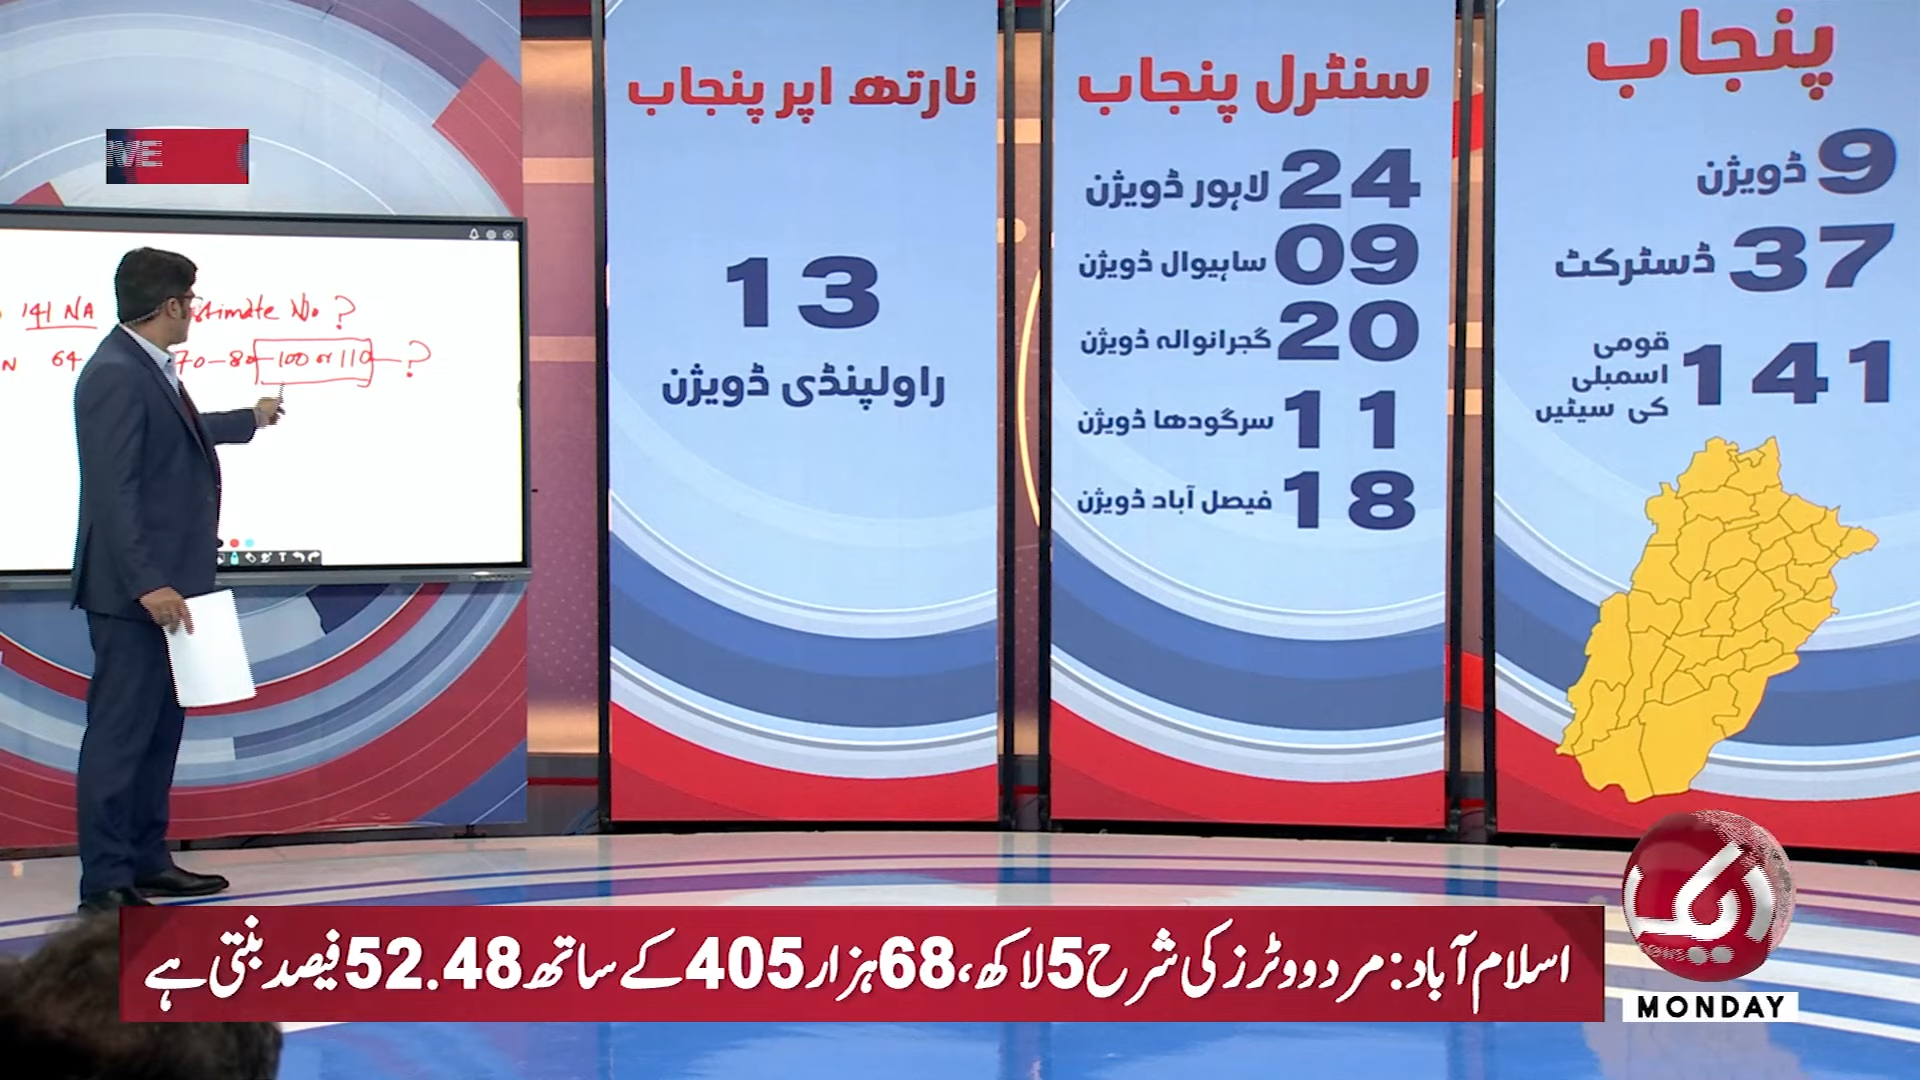 پنجاب
9 ڈویژن
37 ڈسٹرکٹ
141 قومی اسمبلی کی سیٹیں
سنٹرل پنجاب
24 لاہور ڈویژن
09 ساہیوال ڈویژن
20 گجرانوالہ ڈویژن
11 سرگودھا ڈویژن
18 فیصل آباد ڈویژن
نارتھ اپر پنجاب
13
راولپنڈی ڈویژن
141 NA
Estimate No ?
N 64
70-80-100 or 110-?
ایک
NEWS
MONDAY
اسلام آباد: مرد ووٹرز کی شرح 5 لاکھ، 68 ہزار 405 کے ساتھ 52.48 فیصد بنتی ہے